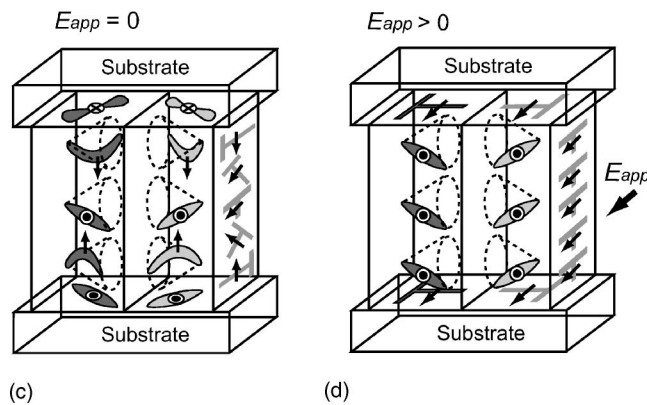 Eapp = 0
Substrate
Substrate
(c)
Eapp > 0
Substrate
Eapp
Substrate
(d)